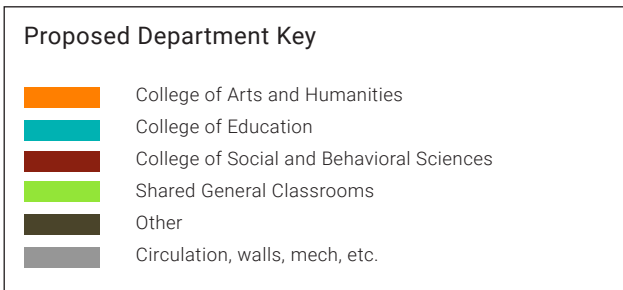 Proposed Department Key
College of Arts and Humanities
College of Education
College of Social and Behavioral Sciences
Shared General Classrooms
Other
Circulation, walls, mech, etc.